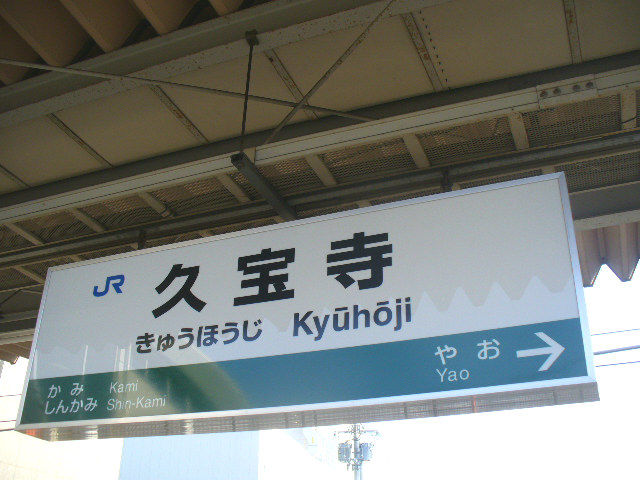 JR 久宝寺
きゅうほうじ Kyūhōji
かみ Kami
しんかみ Shin-Kami
やお
Yao